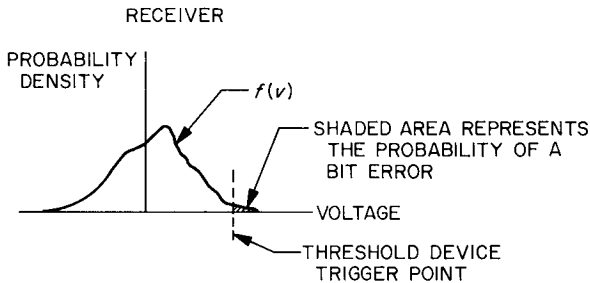 RECEIVER
PROBABILITY
DENSITY
f(v)
SHADED AREA REPRESENTS
THE PROBABILITY OF A
BIT ERROR
VOLTAGE
THRESHOLD DEVICE
TRIGGER POINT